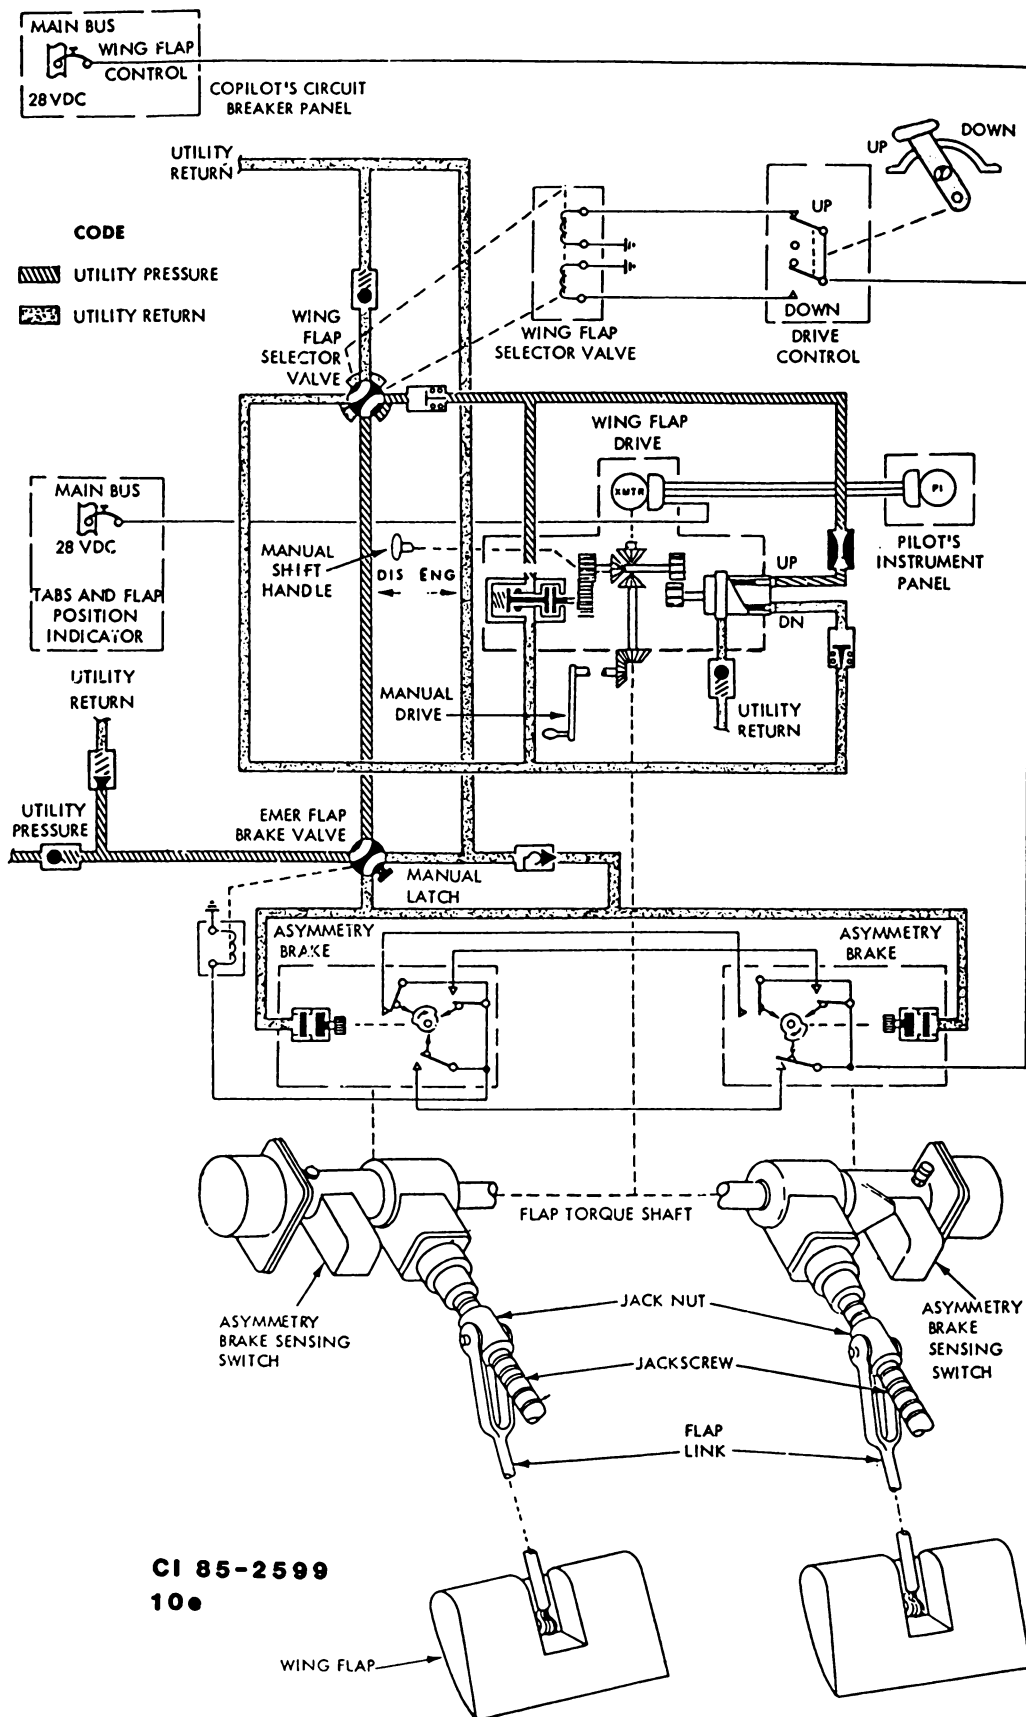 MAIN BUS
WING FLAP
CONTROL
28 VDC
COPILOT'S CIRCUIT
BREAKER PANEL
UP
DOWN
UTILITY
RETURN
CODE
UTILITY PRESSURE
UTILITY RETURN
WING
FLAP
SELECTOR
VALVE
WING FLAP
SELECTOR VALVE
UP
DOWN
DRIVE
CONTROL
WING FLAP
DRIVE
XMTR
PI
PILOT'S
INSTRUMENT
PANEL
MAIN BUS
28 VDC
TABS AND FLAP
POSITION
INDICATOR
MANUAL
SHIFT
HANDLE
DIS ENG
UP
DN
MANUAL
DRIVE
UTILITY
RETURN
UTILITY
RETURN
UTILITY
PRESSURE
EMER FLAP
BRAKE VALVE
MANUAL
LATCH
ASYMMETRY
BRAKE
ASYMMETRY
BRAKE
FLAP TORQUE SHAFT
ASYMMETRY
BRAKE SENSING
SWITCH
JACK NUT
JACKSCREW
FLAP
LINK
ASYMMETRY
BRAKE
SENSING
SWITCH
CI 85-2599
10e
WING FLAP